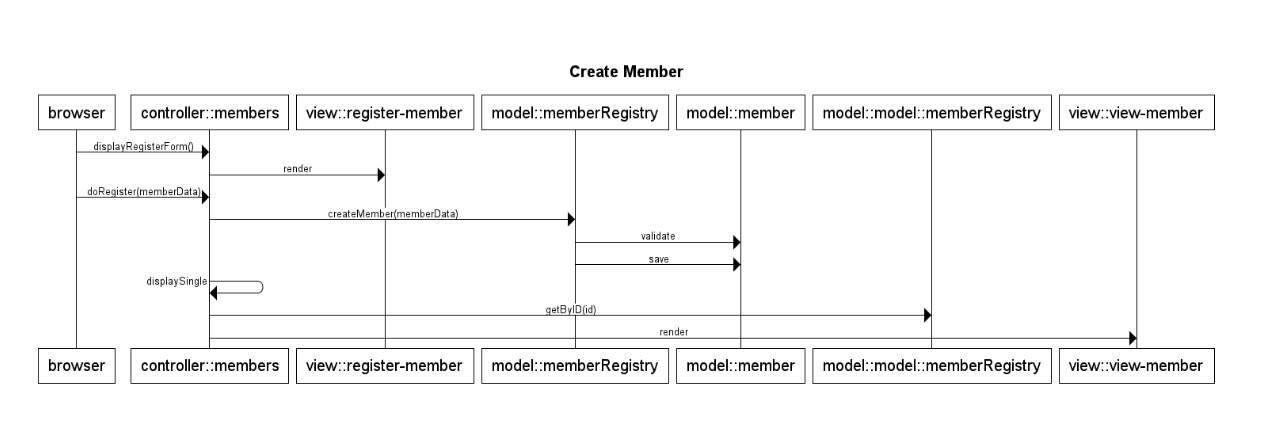 Create Member
browser controller::members view::register-member model::memberRegistry model::member model::model::memberRegistry view::view-member
displayRegisterForm()
render
doRegister(memberData)
createMember(memberData)
validate
save
displaySingle
getByID(id)
render
browser controller::members view::register-member model::memberRegistry model::member model::model::memberRegistry view::view-member